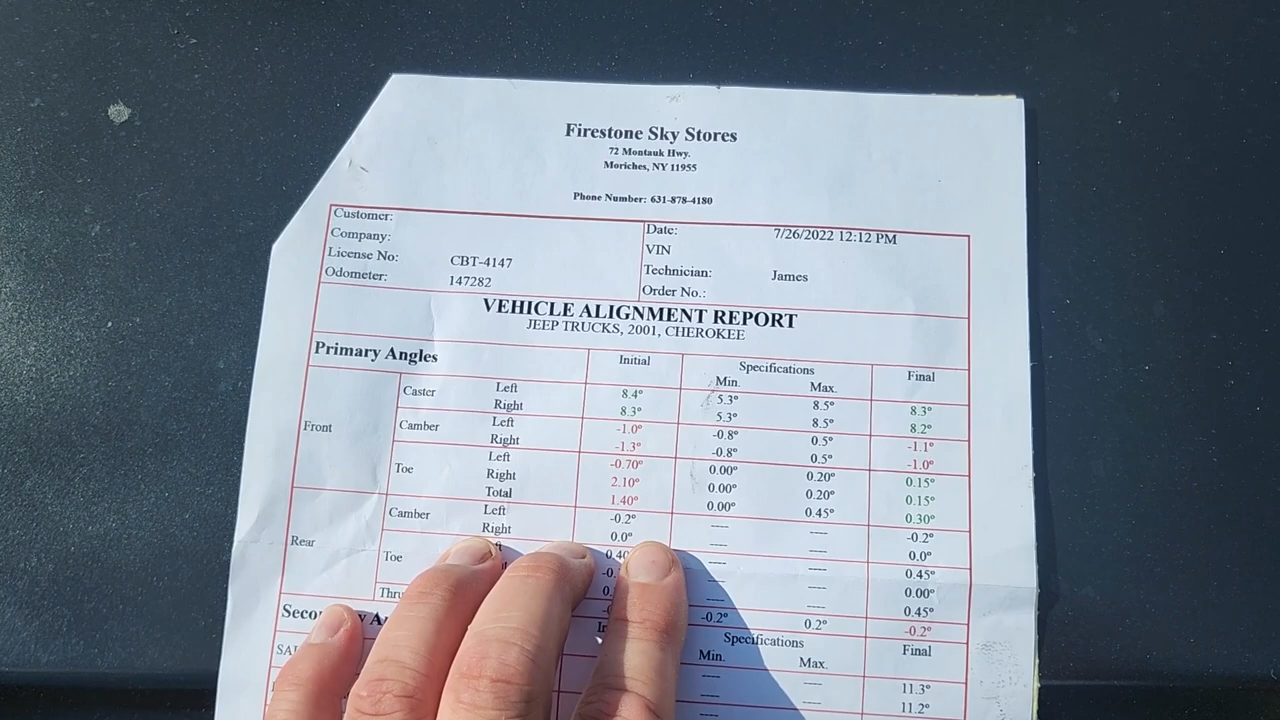 Firestone Sky Stores
72 Montauk Hwy.
Moriches, NY 11955
Phone Number: 631-878-4180
Customer:
Company:
License No: CBT-4147
Odometer: 147282
Date: 7/26/2022 12:12 PM
VIN
Technician: James
Order No.:
VEHICLE ALIGNMENT REPORT
JEEP TRUCKS, 2001, CHEROKEE
Primary Angles Initial Specifications Final
Min. Max.
Front
Caster Left 8.4° 5.3° 8.5° 8.3°
Right 8.3° 5.3° 8.5° 8.2°
Camber Left -1.0° -0.8° 0.5° -1.1°
Right -1.3° -0.8° 0.5° -1.0°
Toe Left -0.70° 0.00° 0.20° 0.15°
Right 2.10° 0.00° 0.20° 0.15°
Total 1.40° 0.00° 0.45° 0.30°
Rear
Camber Left -0.2° ---- ---- -0.2°
Right 0.0° ---- ---- 0.0°
Toe 0.40 ---- ---- 0.45°
---- ---- 0.00°
---- ---- 0.45°
-0.2° 0.2° -0.2°
Specifications Final
Min. Max.
---- ---- 11.3°
---- ---- 11.2°